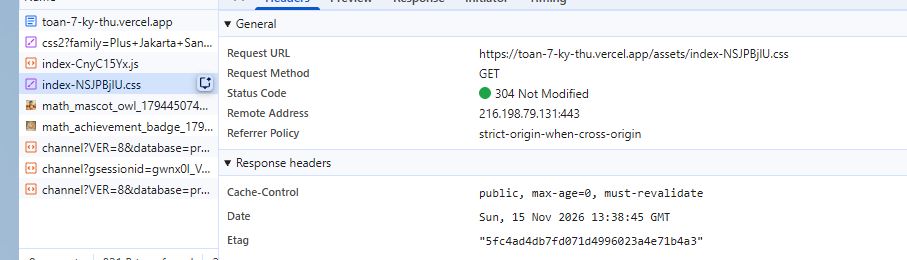 Headers Preview Response Initiator Timing
toan-7-ky-thu.vercel.app
css2?family=Plus+Jakarta+San...
index-CnyC15Yx.js
index-NSJPBjlU.css
math_mascot_owl_179445074...
math_achievement_badge_179...
channel?VER=8&database=pr...
channel?gsessionid=gwnx0l_V...
channel?VER=8&database=pr...
General
Request URL https://toan-7-ky-thu.vercel.app/assets/index-NSJPBjlU.css
Request Method GET
Status Code 304 Not Modified
Remote Address 216.198.79.131:443
Referrer Policy strict-origin-when-cross-origin
Response headers
Cache-Control public, max-age=0, must-revalidate
Date Sun, 15 Nov 2026 13:38:45 GMT
Etag "5fc4ad4db7fd071d4996023a4e71b4a3"